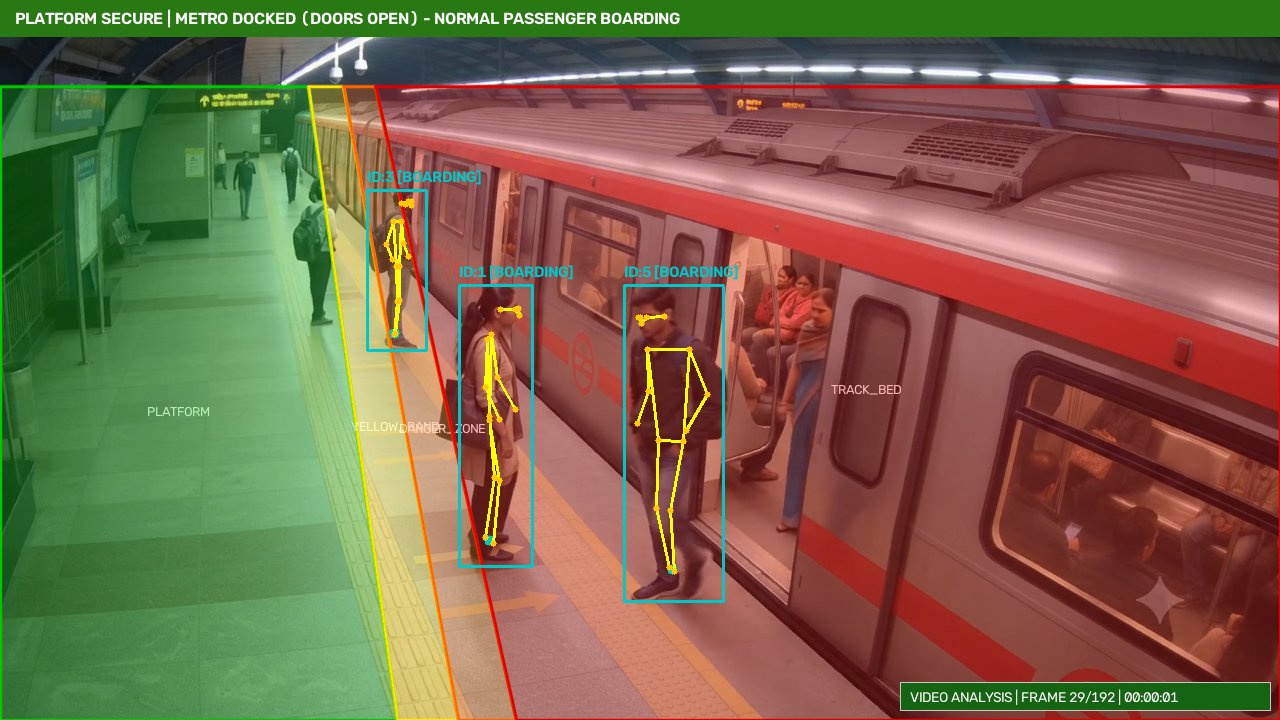 PLATFORM SECURE | METRO DOCKED (DOORS OPEN) - NORMAL PASSENGER BOARDING
ID:3 [BOARDING]
ID:1 [BOARDING]
ID:5 [BOARDING]
TRACK_BED
PLATFORM
YELLOW_BAND
DANGER_ZONE
VIDEO ANALYSIS | FRAME 29/192 | 00:00:01